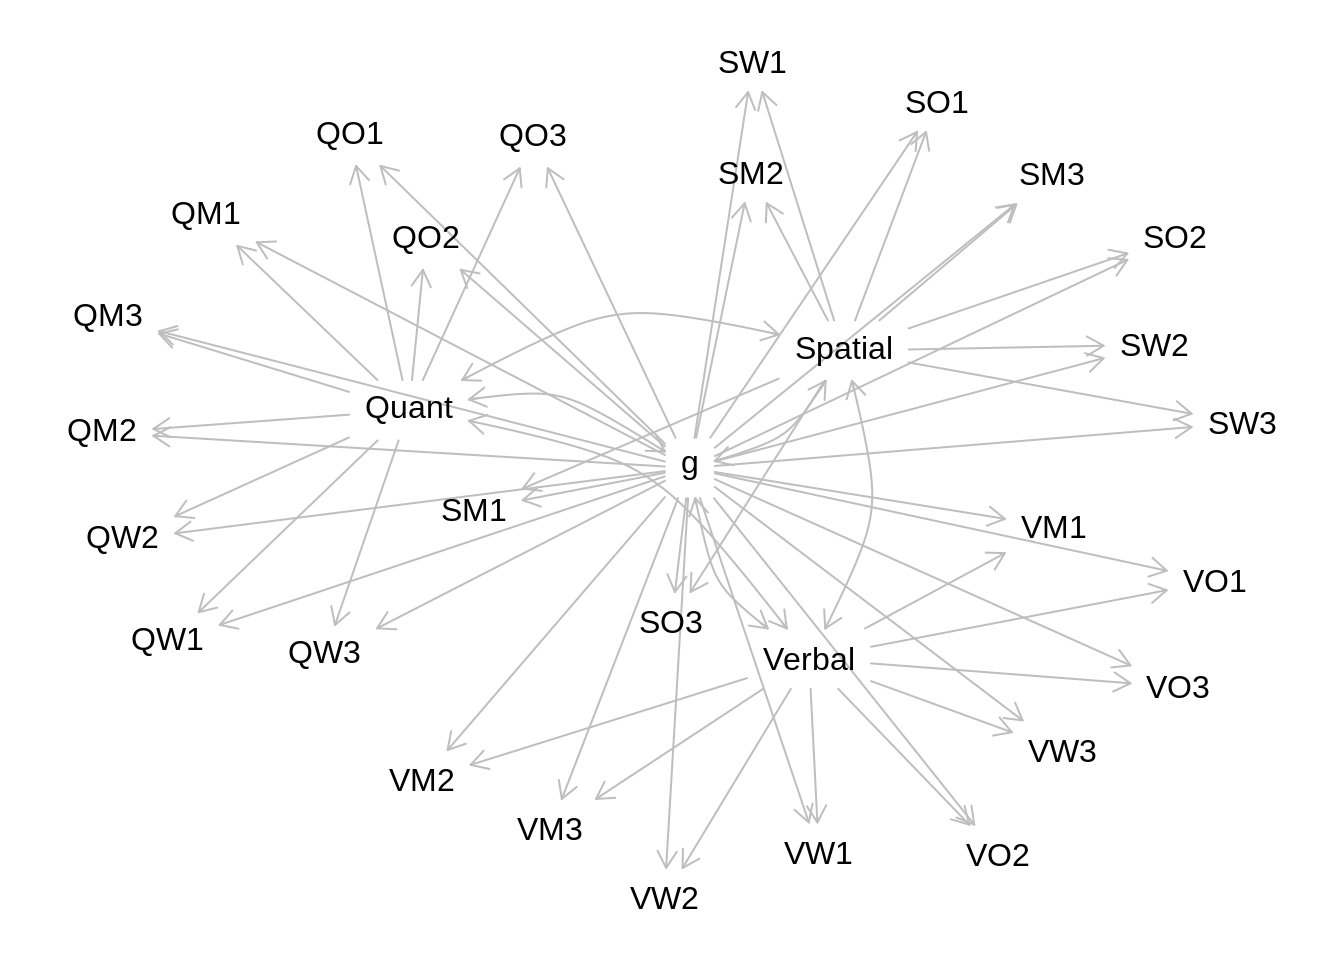 SW1
SO1
QO1
QO3
SM2
SM3
QM1
QO2
SO2
QM3
Spatial
SW2
Quant
QM2
SW3
g
SM1
VM1
QW2
VO1
SO3
QW1
QW3
Verbal
VO3
VW3
VM2
VM3
VW1
VO2
VW2